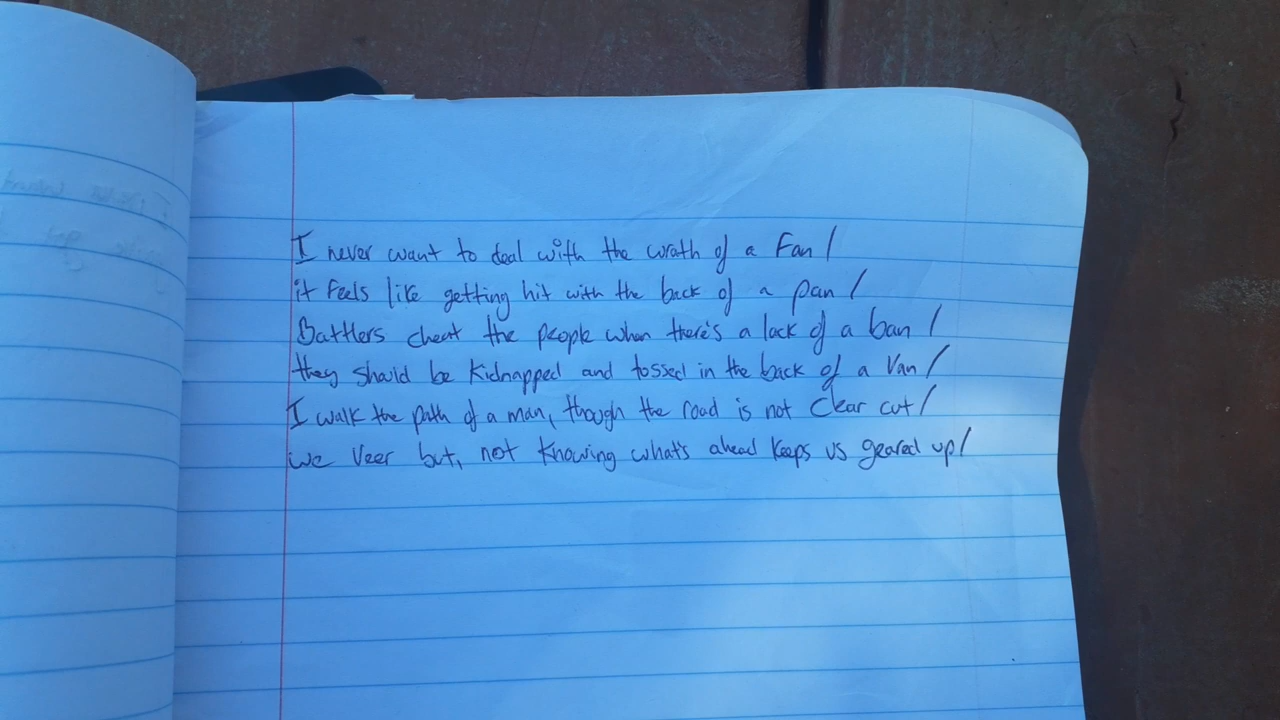 I never want to deal with the wrath of a Fan/
it feels like getting hit with the back of a pan/
Battlers cheat the people when there's a lack of a ban/
they should be kidnapped and tossed in the back of a Van/
I walk the path of a man, though the road is not clear cut/
we veer but, not knowing what's ahead keeps us geared up/